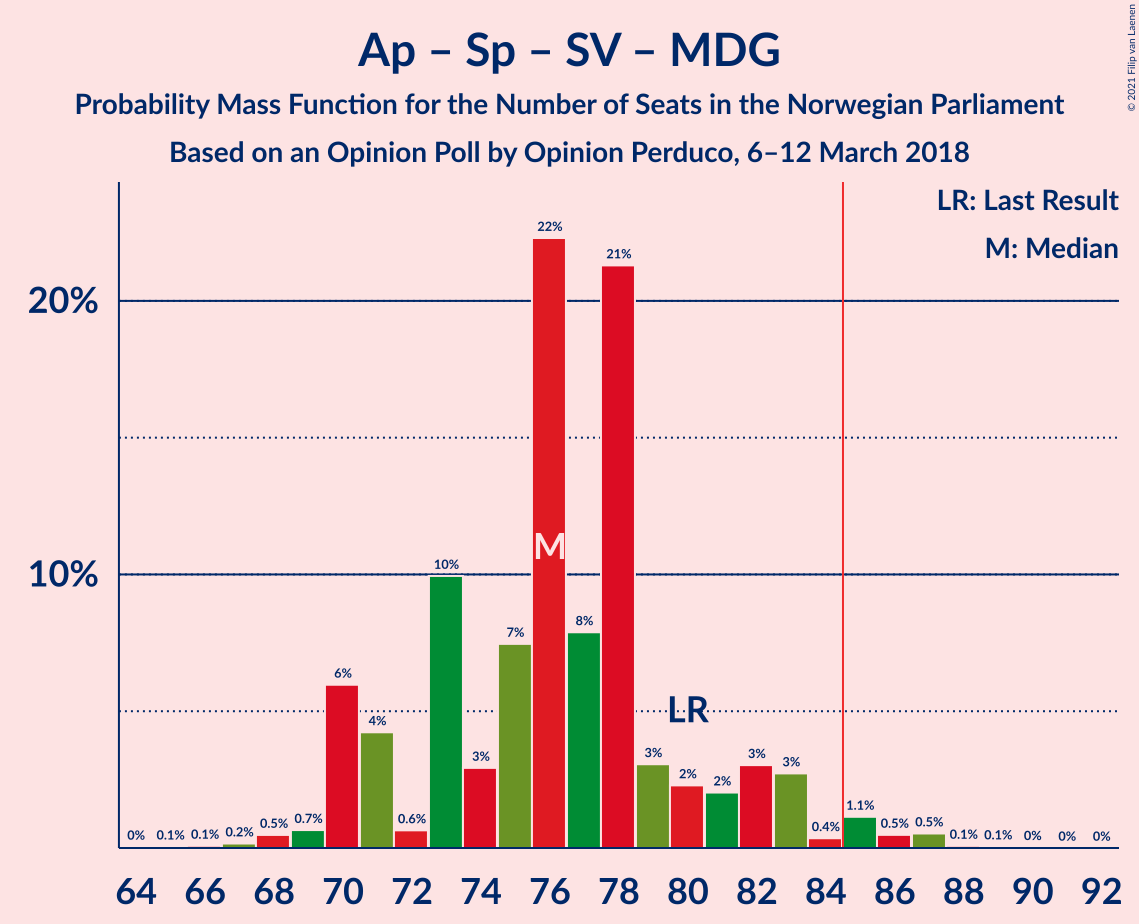 Ap – Sp – SV – MDG
Probability Mass Function for the Number of Seats in the Norwegian Parliament
Based on an Opinion Poll by Opinion Perduco, 6–12 March 2018
© 2021 Filip van Laenen
LR: Last Result
M: Median
20%
10%
0% 0.1% 0.1% 0.2% 0.5% 0.7% 6% 4% 0.6% 10% 3% 7% 22% 8% 21% 3% 2% 2% 3% 3% 0.4% 1.1% 0.5% 0.5% 0.1% 0.1% 0% 0% 0%
M
LR
64 66 68 70 72 74 76 78 80 82 84 86 88 90 92